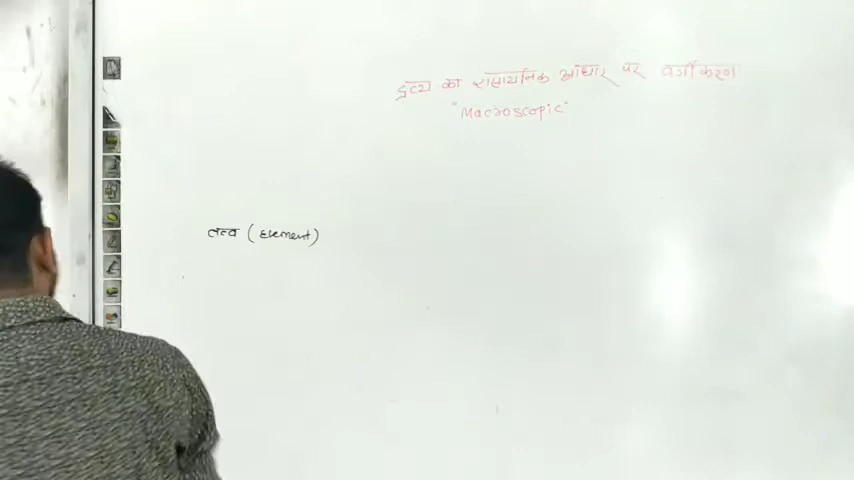 द्रव्य का रासायनिक आधार पर वर्गीकरण
"Macroscopic"
तत्व (Element)